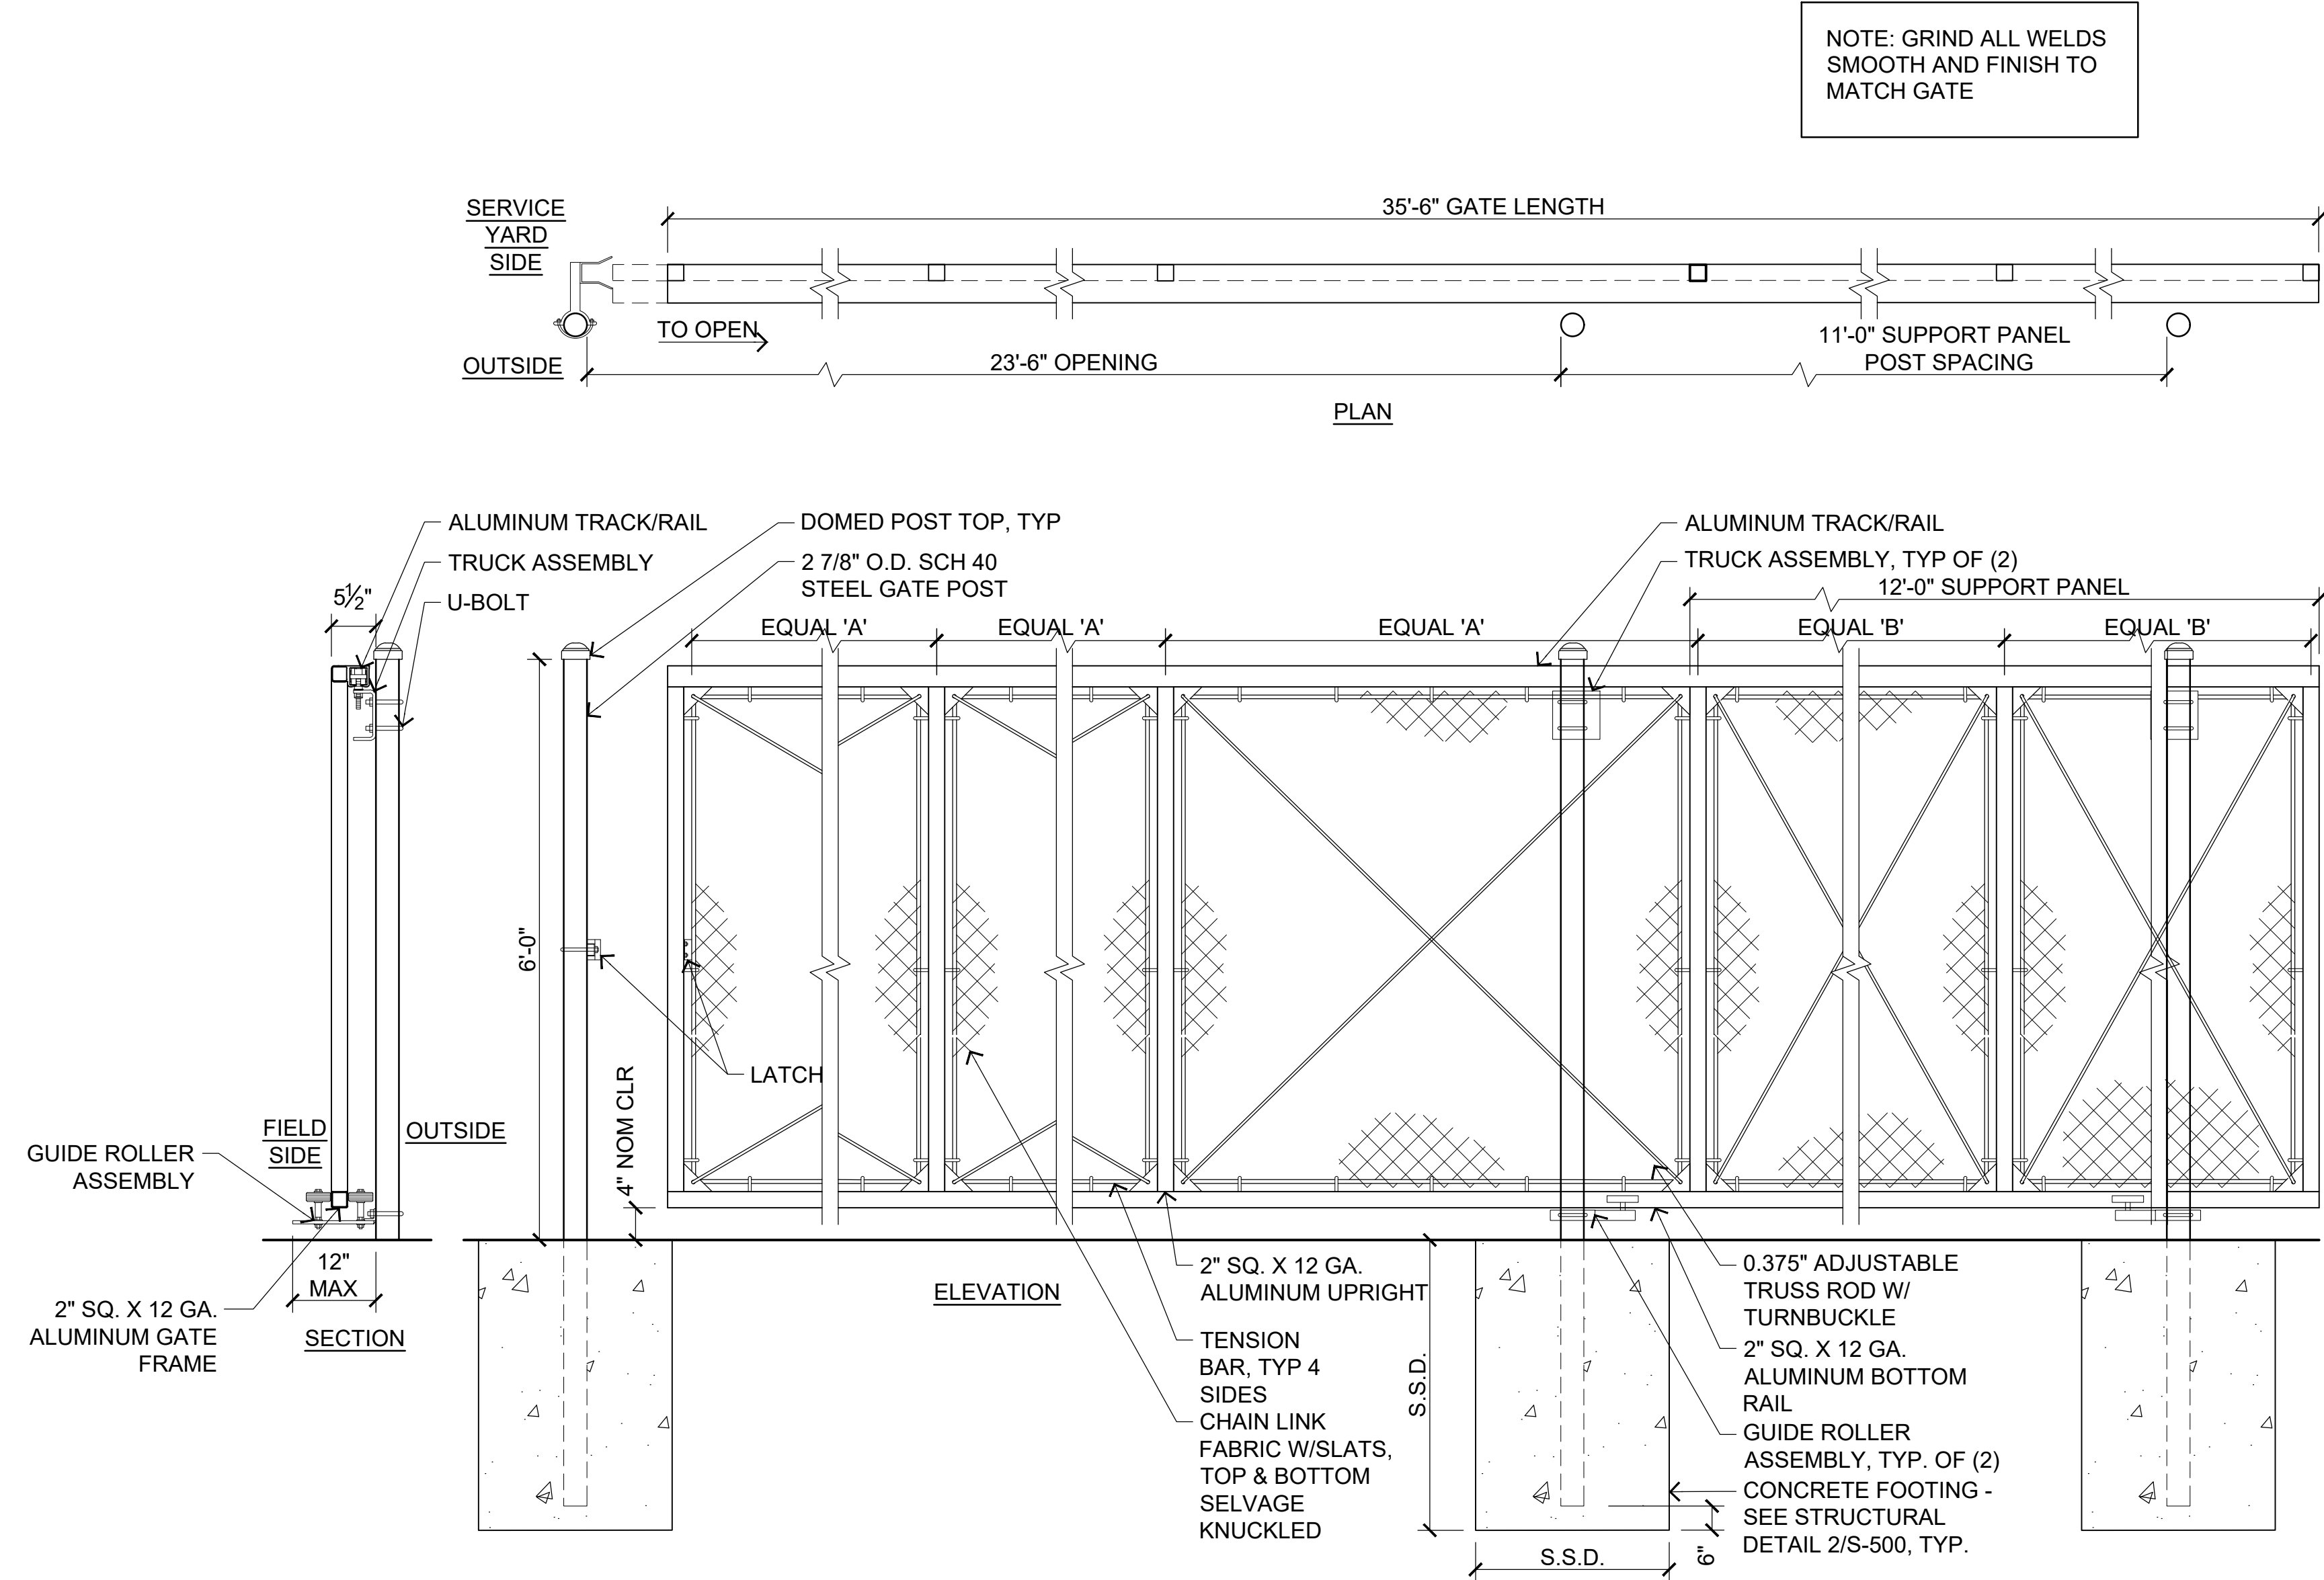 NOTE: GRIND ALL WELDS
SMOOTH AND FINISH TO
MATCH GATE
SERVICE
YARD
SIDE
35'-6" GATE LENGTH
TO OPEN
OUTSIDE
23'-6" OPENING
11'-0" SUPPORT PANEL
POST SPACING
PLAN
ALUMINUM TRACK/RAIL
TRUCK ASSEMBLY
U-BOLT
5½"
DOMED POST TOP, TYP
2 7/8" O.D. SCH 40
STEEL GATE POST
ALUMINUM TRACK/RAIL
TRUCK ASSEMBLY, TYP OF (2)
12'-0" SUPPORT PANEL
EQUAL 'A'
EQUAL 'A'
EQUAL 'A'
EQUAL 'B'
EQUAL 'B'
6'-0"
LATCH
4" NOM CLR
FIELD
SIDE
OUTSIDE
GUIDE ROLLER
ASSEMBLY
12"
MAX
2" SQ. X 12 GA.
ALUMINUM GATE
FRAME
SECTION
ELEVATION
2" SQ. X 12 GA.
ALUMINUM UPRIGHT
TENSION
BAR, TYP 4
SIDES
CHAIN LINK
FABRIC W/SLATS,
TOP & BOTTOM
SELVAGE
KNUCKLED
S.S.D.
S.S.D.
6"
0.375" ADJUSTABLE
TRUSS ROD W/
TURNBUCKLE
2" SQ. X 12 GA.
ALUMINUM BOTTOM
RAIL
GUIDE ROLLER
ASSEMBLY, TYP. OF (2)
CONCRETE FOOTING -
SEE STRUCTURAL
DETAIL 2/S-500, TYP.